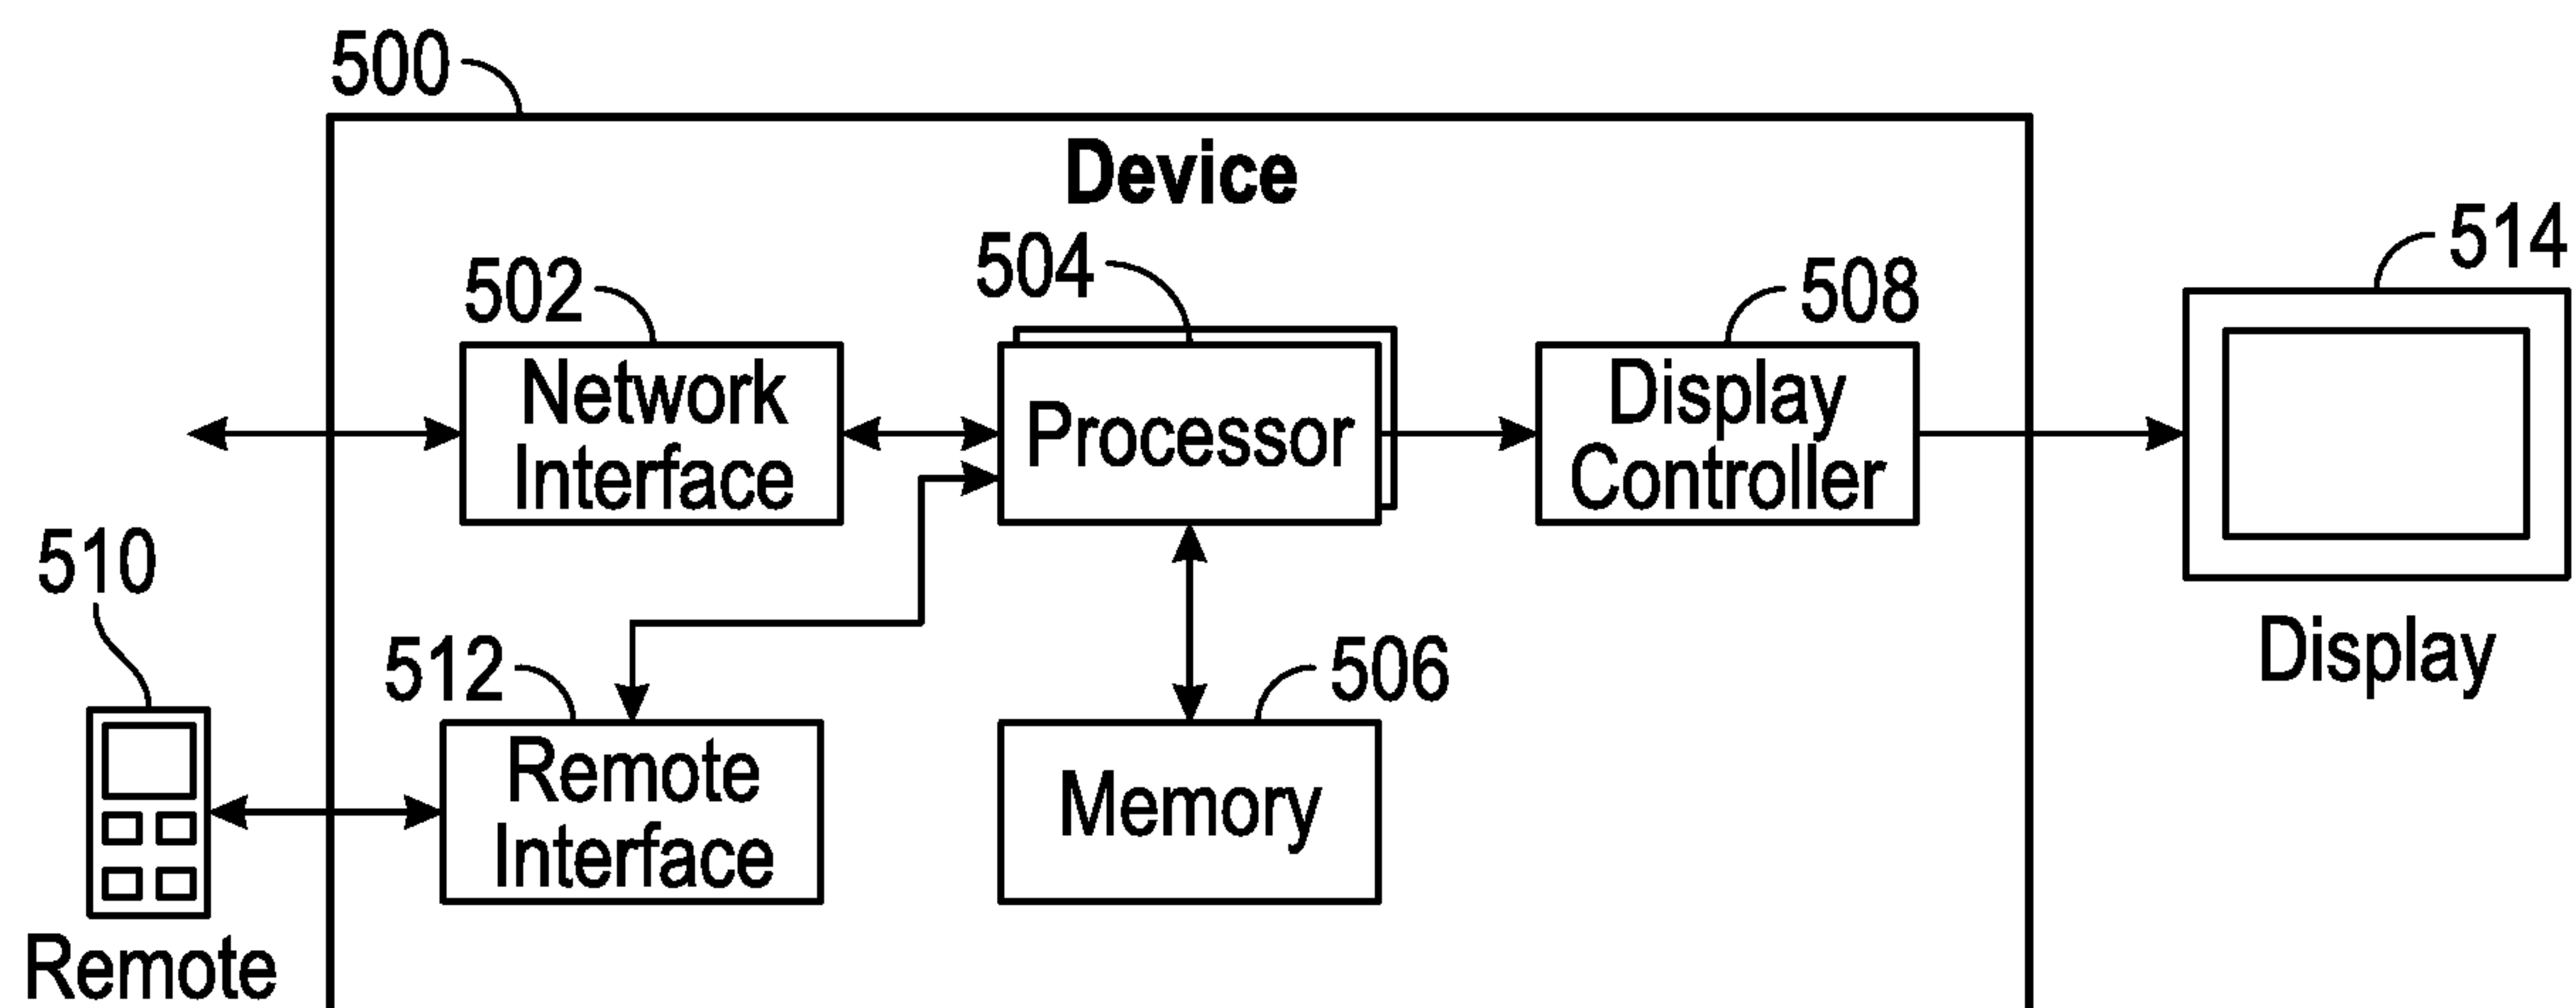 500
Device
504
514
502
508
Network
Interface
Processor
Display
Controller
510
512
506
Display
Remote
Interface
Memory
Remote